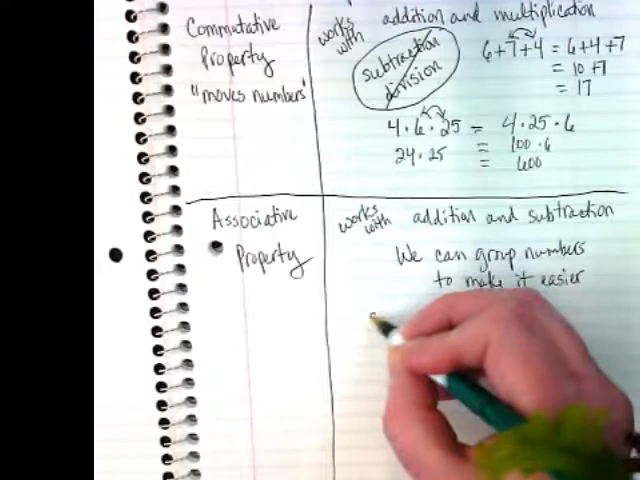 Commutative
Property
"moves numbers"
works with addition and multiplication
subtraction
division
6+7+4 = 6+4+7
= 10+7
= 17
4 · 6 · 25 = 4 · 25 · 6
24 · 25 = 100 · 6
= 600
Associative
Property
works with addition and subtraction
We can group numbers
to make it easier